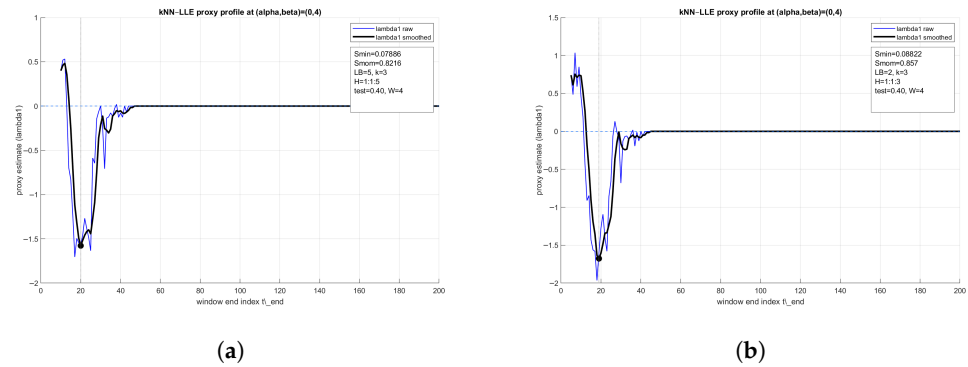 kNN−LLE proxy profile at (alpha,beta)=(0,4)
1
0.5
0
−0.5
−1
−1.5
−2
proxy estimate (lambda1)
lambda1 raw
lambda1 smoothed
Smin=0.07886
Smom=0.8216
LB=5, k=3
H=1:1:5
test=0.40, W=4
0 20 40 60 80 100 120 140 160 180 200
window end index t\_end
(a)
kNN−LLE proxy profile at (alpha,beta)=(0,4)
1.5
1
0.5
0
−0.5
−1
−1.5
−2
proxy estimate (lambda1)
lambda1 raw
lambda1 smoothed
Smin=0.08822
Smom=0.857
LB=2, k=3
H=1:1:3
test=0.40, W=4
0 20 40 60 80 100 120 140 160 180 200
window end index t\_end
(b)